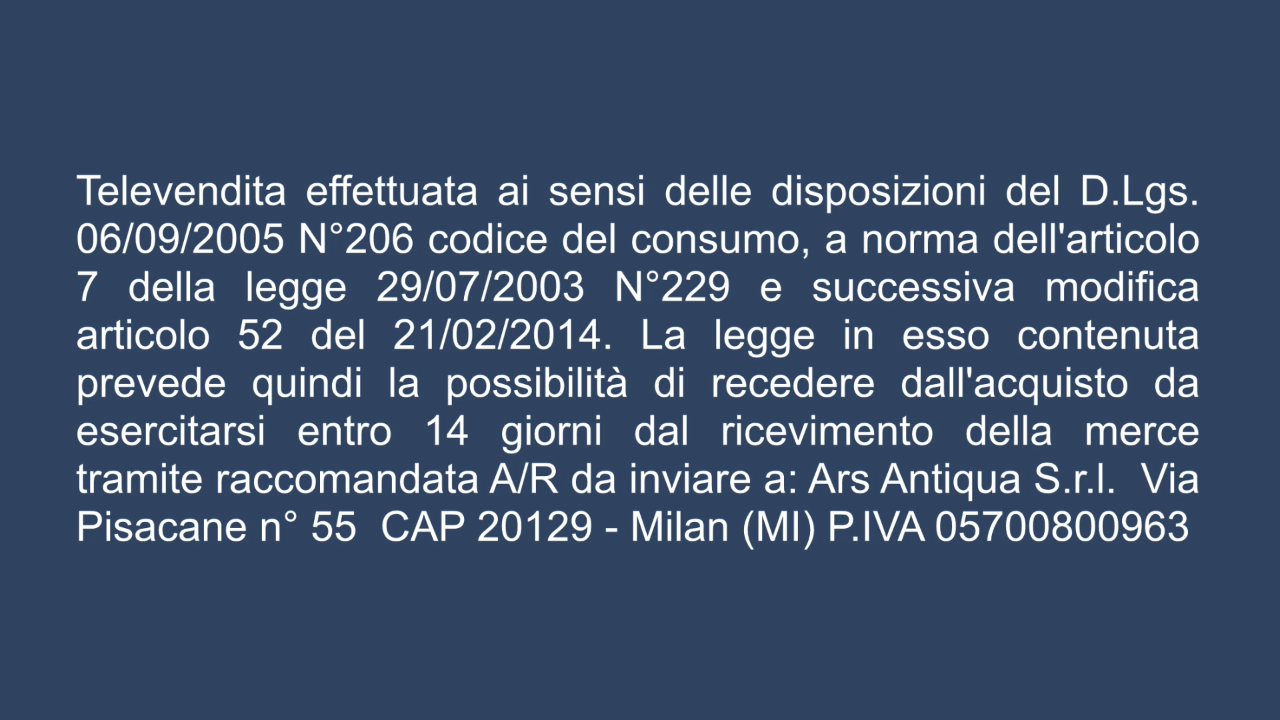 Televendita effettuata ai sensi delle disposizioni del D.Lgs.
06/09/2005 N°206 codice del consumo, a norma dell'articolo
7 della legge 29/07/2003 N°229 e successiva modifica
articolo 52 del 21/02/2014. La legge in esso contenuta
prevede quindi la possibilità di recedere dall'acquisto da
esercitarsi entro 14 giorni dal ricevimento della merce
tramite raccomandata A/R da inviare a: Ars Antiqua S.r.l.  Via
Pisacane n° 55  CAP 20129 - Milan (MI) P.IVA 05700800963